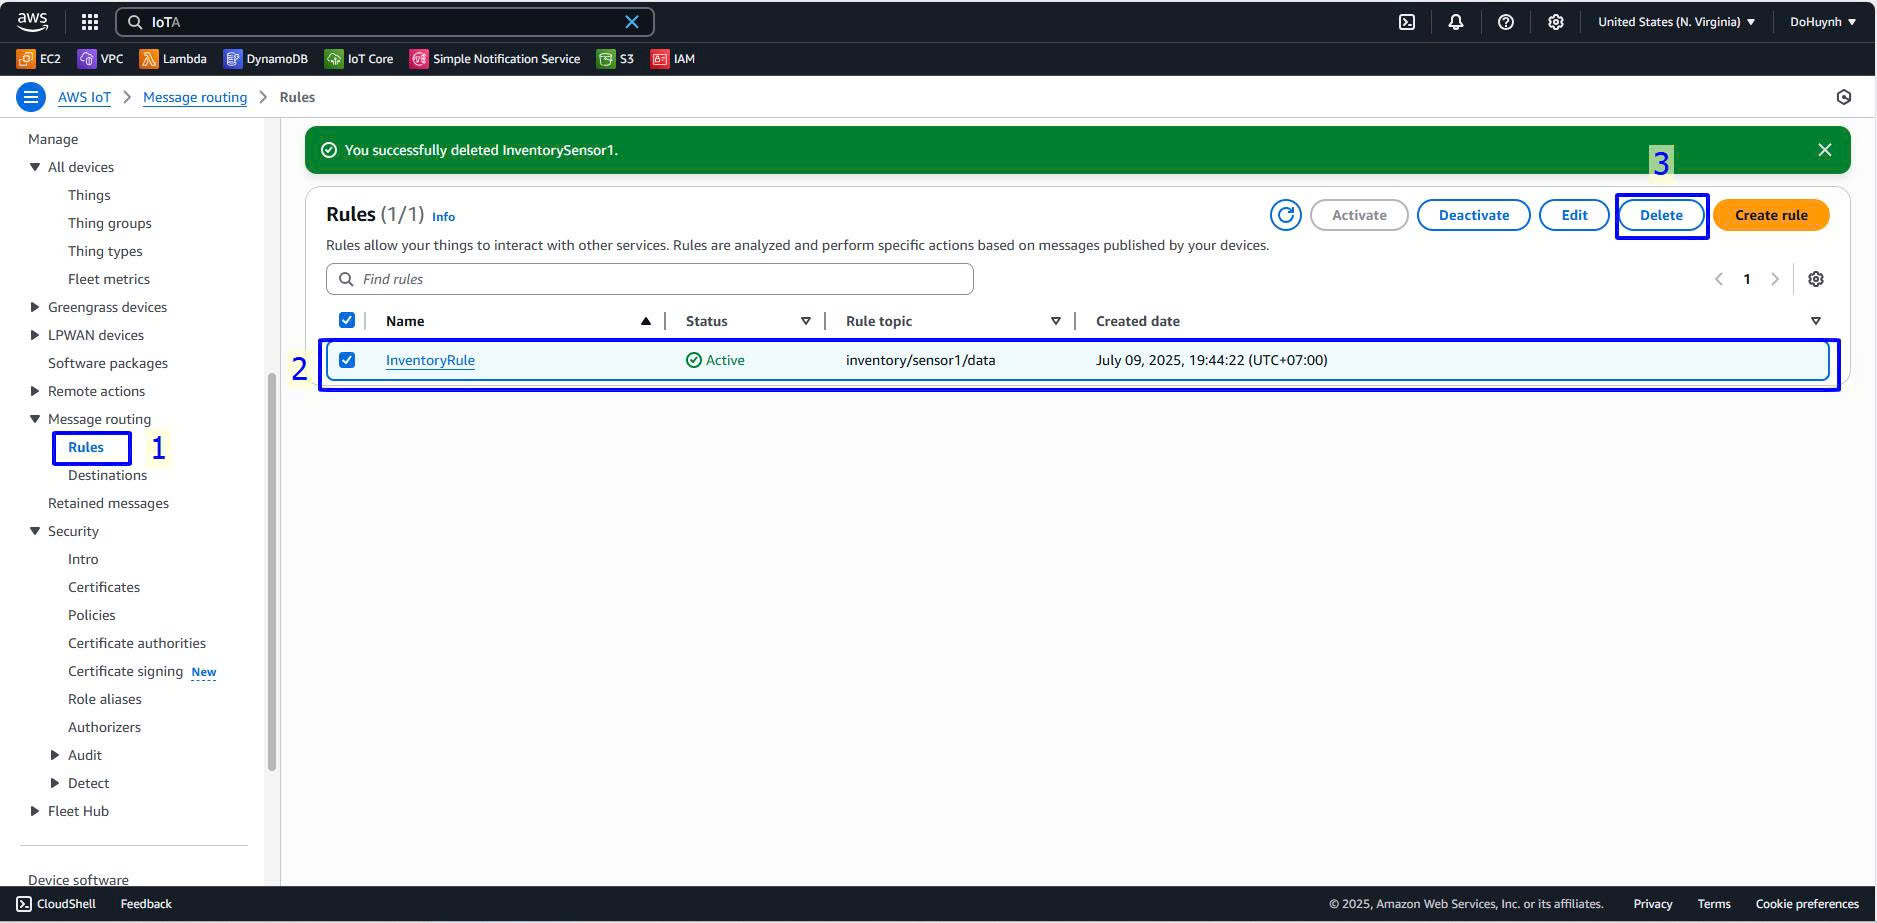 aws
IoTA
United States (N. Virginia)
DoHuynh
EC2
VPC
Lambda
DynamoDB
IoT Core
Simple Notification Service
S3
IAM
AWS IoT
Message routing
Rules
Manage
All devices
Things
Thing groups
Thing types
Fleet metrics
Greengrass devices
LPWAN devices
Software packages
Remote actions
Message routing
Rules
1
Destinations
Retained messages
Security
Intro
Certificates
Policies
Certificate authorities
Certificate signing New
Role aliases
Authorizers
Audit
Detect
Fleet Hub
Device software
You successfully deleted InventorySensor1.
3
Rules (1/1) Info
Activate
Deactivate
Edit
Delete
Create rule
Rules allow your things to interact with other services. Rules are analyzed and perform specific actions based on messages published by your devices.
Find rules
1
Name
Status
Rule topic
Created date
2
InventoryRule
Active
inventory/sensor1/data
July 09, 2025, 19:44:22 (UTC+07:00)
CloudShell
Feedback
© 2025, Amazon Web Services, Inc. or its affiliates.
Privacy
Terms
Cookie preferences